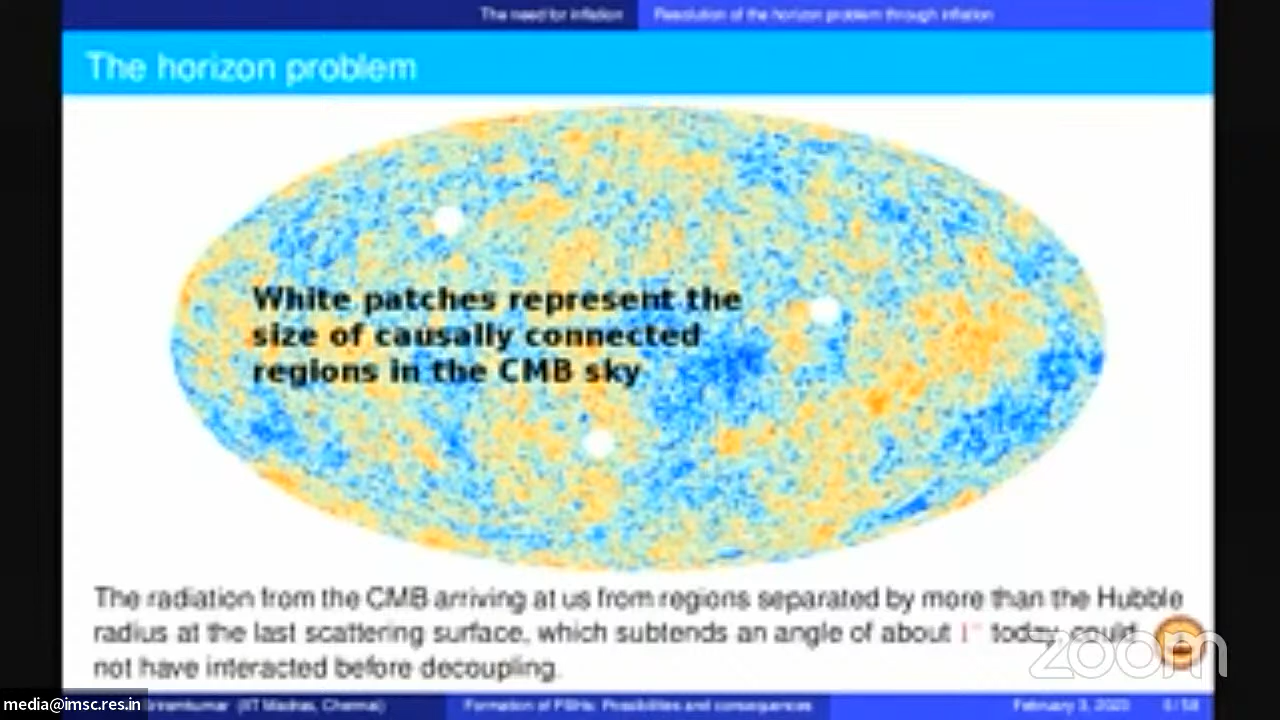 The need for inflation Resolution of the horizon problem through inflation
The horizon problem
White patches represent the
size of causally connected
regions in the CMB sky
The radiation from the CMB arriving at us from regions separated by more than the Hubble
radius at the last scattering surface, which subtends an angle of about 1° today, could
not have interacted before decoupling.
zoom
media@imsc.res.in Sriramkumar (IIT Madras, Chennai) Formation of PBHs: Possibilities and consequences February 3, 2023